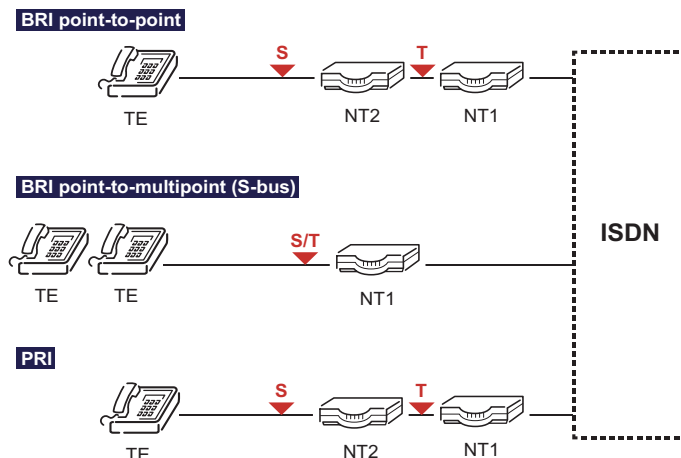 BRI point-to-point
S T
TE NT2 NT1
BRI point-to-multipoint (S-bus)
S/T
ISDN
TE TE NT1
PRI
S T
TE NT2 NT1